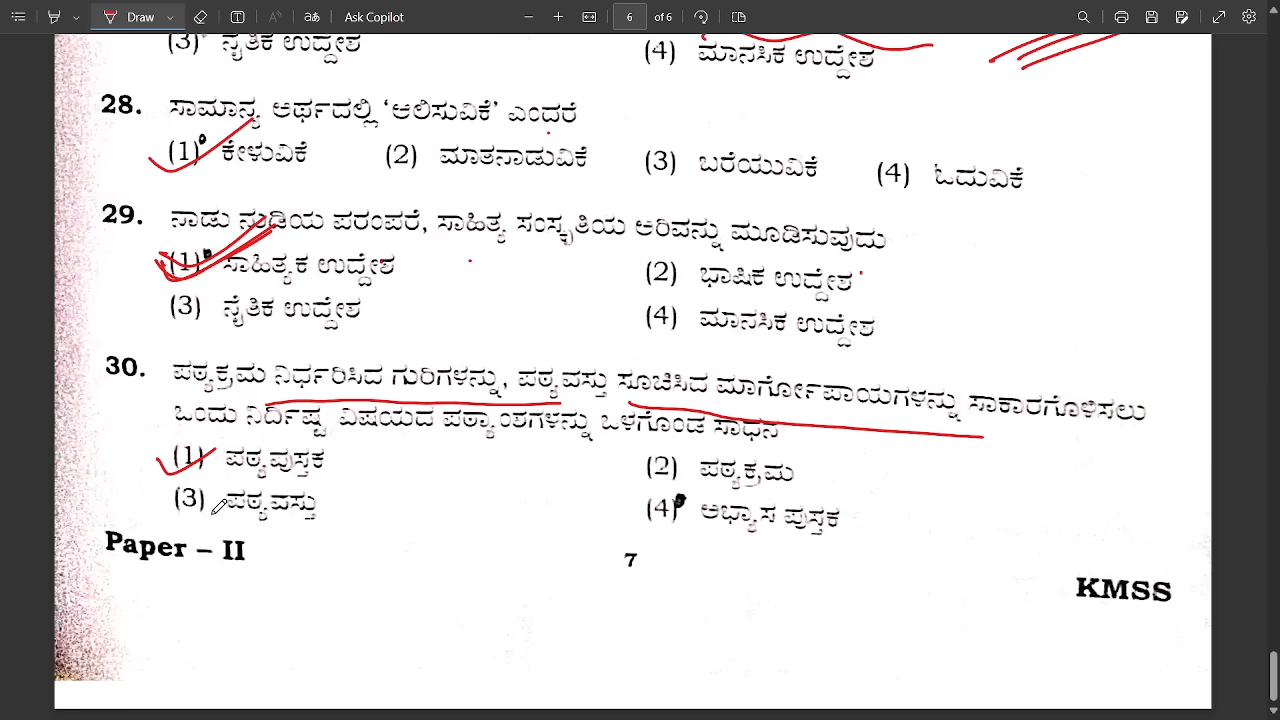 Draw
Ask Copilot
6 of 6
(3) ನೈತಿಕ ಉದ್ದೇಶ (4) ಮಾನಸಿಕ ಉದ್ದೇಶ
28. ಸಾಮಾನ್ಯ ಅರ್ಥದಲ್ಲಿ ‘ಆಲಿಸುವಿಕೆ’ ಎಂದರೆ
(1) ಕೇಳುವಿಕೆ (2) ಮಾತನಾಡುವಿಕೆ (3) ಬರೆಯುವಿಕೆ (4) ಓದುವಿಕೆ
29. ನಾಡು ನುಡಿಯ ಪರಂಪರೆ, ಸಾಹಿತ್ಯ ಸಂಸ್ಕೃತಿಯ ಅರಿವನ್ನು ಮೂಡಿಸುವುದು
(1) ಸಾಹಿತ್ಯಕ ಉದ್ದೇಶ (2) ಭಾಷಿಕ ಉದ್ದೇಶ
(3) ನೈತಿಕ ಉದ್ದೇಶ (4) ಮಾನಸಿಕ ಉದ್ದೇಶ
30. ಪಠ್ಯಕ್ರಮ ನಿರ್ಧರಿಸಿದ ಗುರಿಗಳನ್ನು, ಪಠ್ಯವಸ್ತು ಸೂಚಿಸಿದ ಮಾರ್ಗೋಪಾಯಗಳನ್ನು ಸಾಕಾರಗೊಳಿಸಲು
ಒಂದು ನಿರ್ದಿಷ್ಟ ವಿಷಯದ ಪಠ್ಯಾಂಶಗಳನ್ನು ಒಳಗೊಂಡ ಸಾಧನ
(1) ಪಠ್ಯಪುಸ್ತಕ (2) ಪಠ್ಯಕ್ರಮ
(3) ಪಠ್ಯವಸ್ತು (4) ಅಭ್ಯಾಸ ಪುಸ್ತಕ
Paper – II 7 KMSS